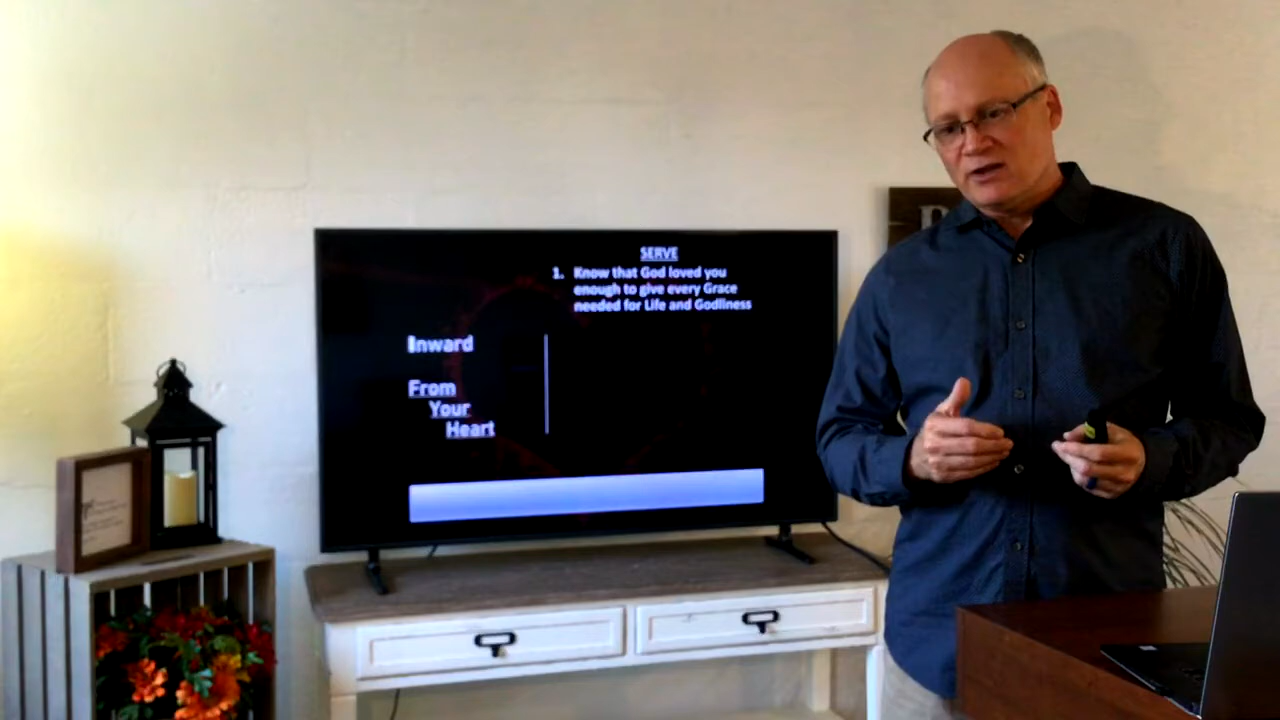 SERVE
1. Know that God loved you
enough to give every Grace
needed for Life and Godliness
Inward
From
Your
Heart